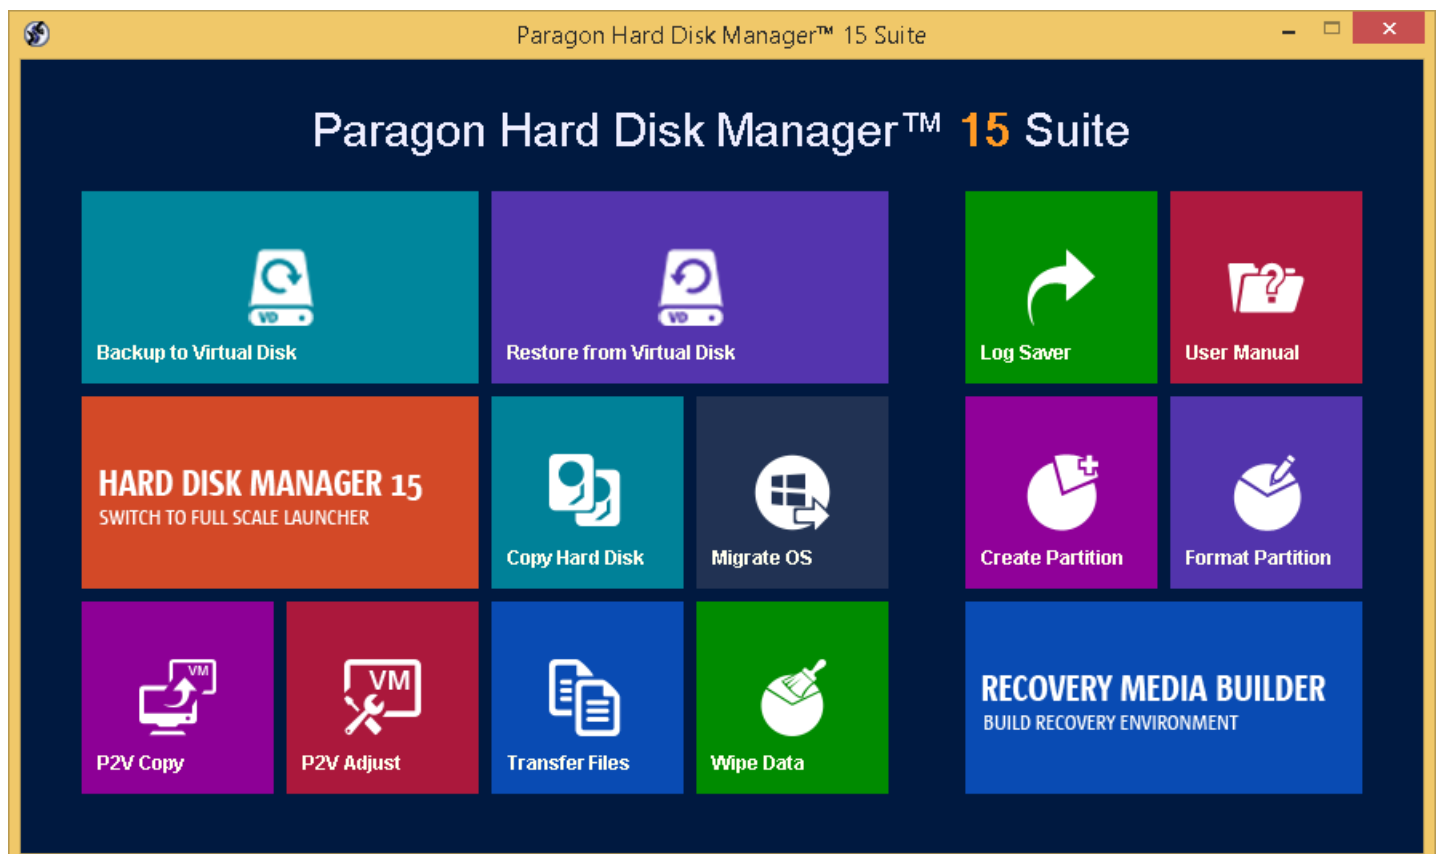 Paragon Hard Disk Manager™ 15 Suite
Paragon Hard Disk Manager™ 15 Suite
VD
Backup to Virtual Disk
VD
Restore from Virtual Disk
Log Saver
User Manual
HARD DISK MANAGER 15
SWITCH TO FULL SCALE LAUNCHER
Copy Hard Disk
Migrate OS
Create Partition
Format Partition
VM
P2V Copy
VM
P2V Adjust
Transfer Files
Wipe Data
RECOVERY MEDIA BUILDER
BUILD RECOVERY ENVIRONMENT